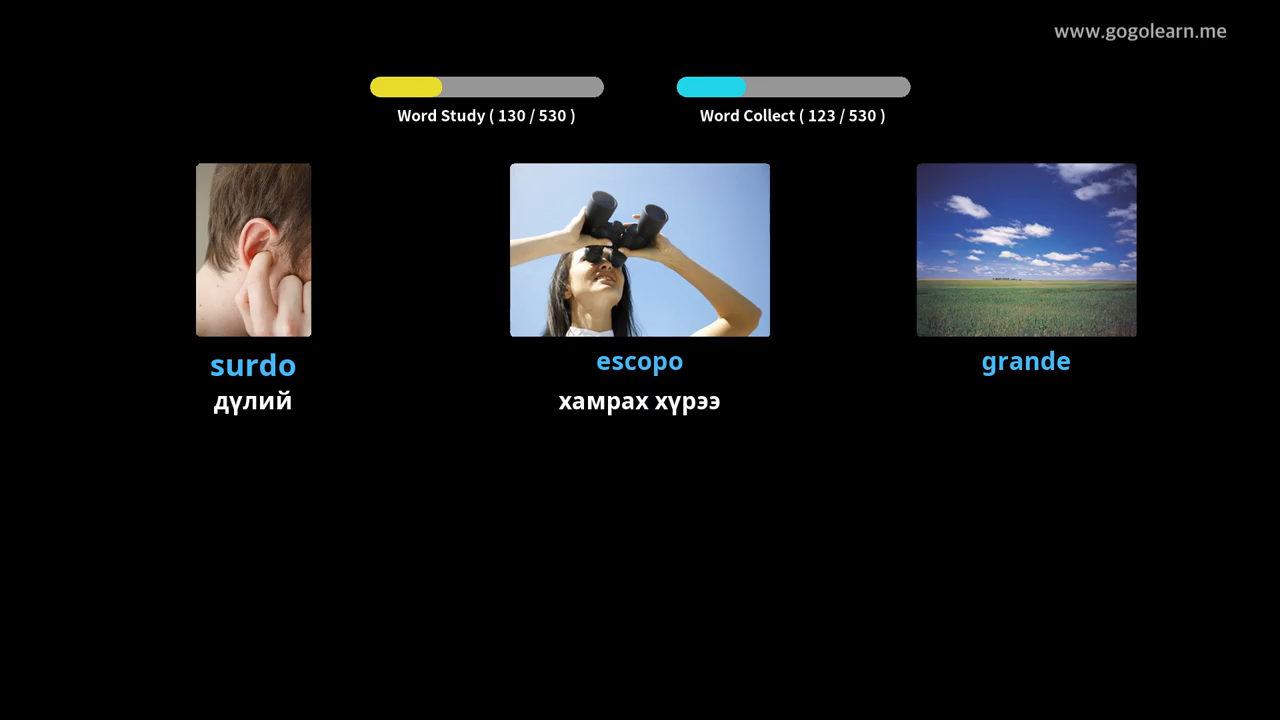 www.gogolearn.me
Word Study ( 130 / 530 )
Word Collect ( 123 / 530 )
surdo
дүлий
escopo
хамрах хүрээ
grande